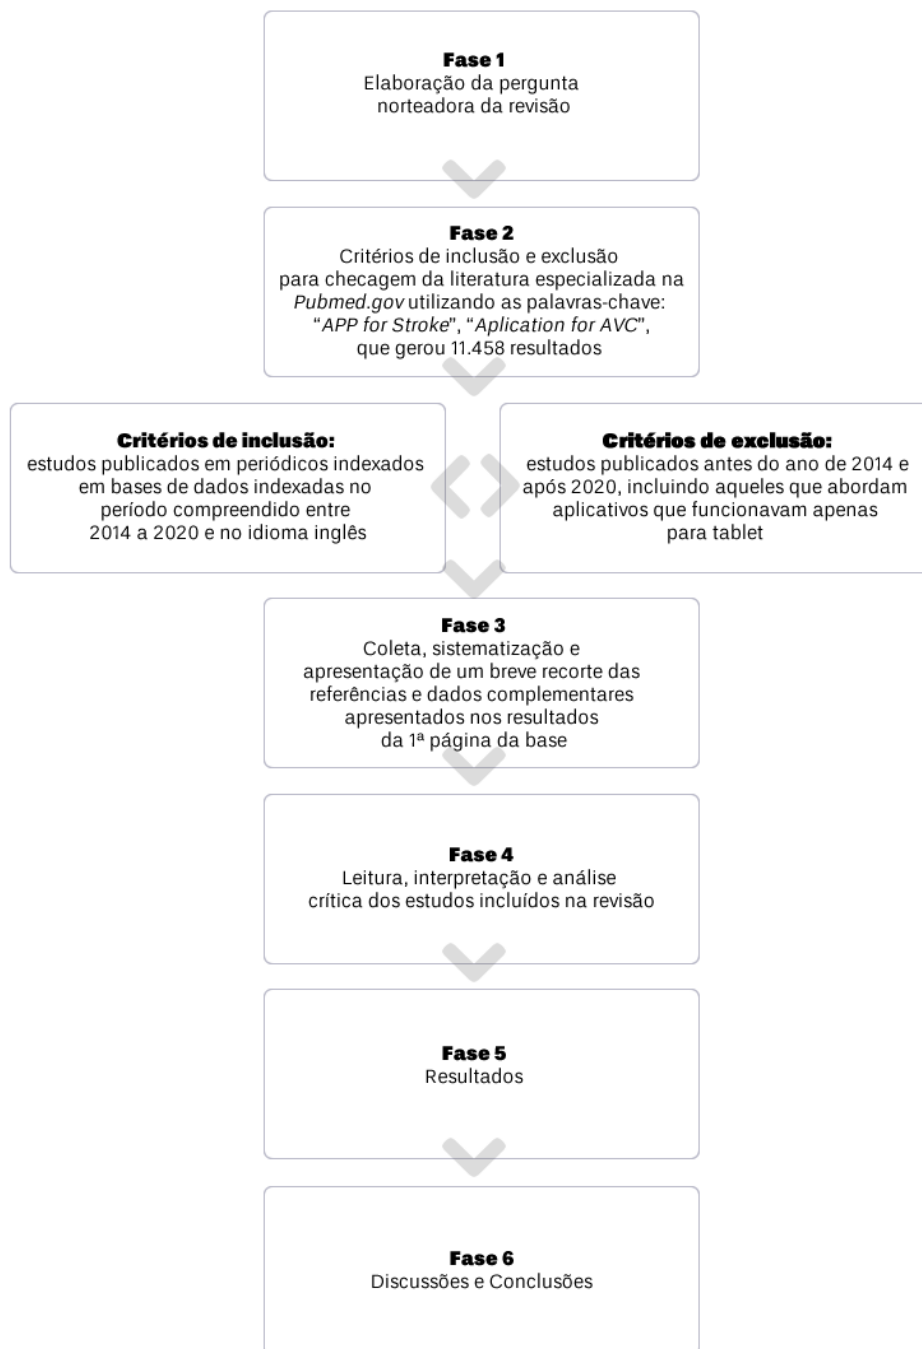 Fase 1
Elaboração da pergunta
norteadora da revisão
Fase 2
Critérios de inclusão e exclusão
para checagem da literatura especializada na
Pubmed.gov utilizando as palavras-chave:
“APP for Stroke”, “Aplication for AVC”,
que gerou 11.458 resultados
Critérios de inclusão:
estudos publicados em periódicos indexados
em bases de dados indexadas no
período compreendido entre
2014 a 2020 e no idioma inglês
Critérios de exclusão:
estudos publicados antes do ano de 2014 e
após 2020, incluindo aqueles que abordam
aplicativos que funcionavam apenas
para tablet
Fase 3
Coleta, sistematização e
apresentação de um breve recorte das
referências e dados complementares
apresentados nos resultados
da 1ª página da base
Fase 4
Leitura, interpretação e análise
crítica dos estudos incluídos na revisão
Fase 5
Resultados
Fase 6
Discussões e Conclusões